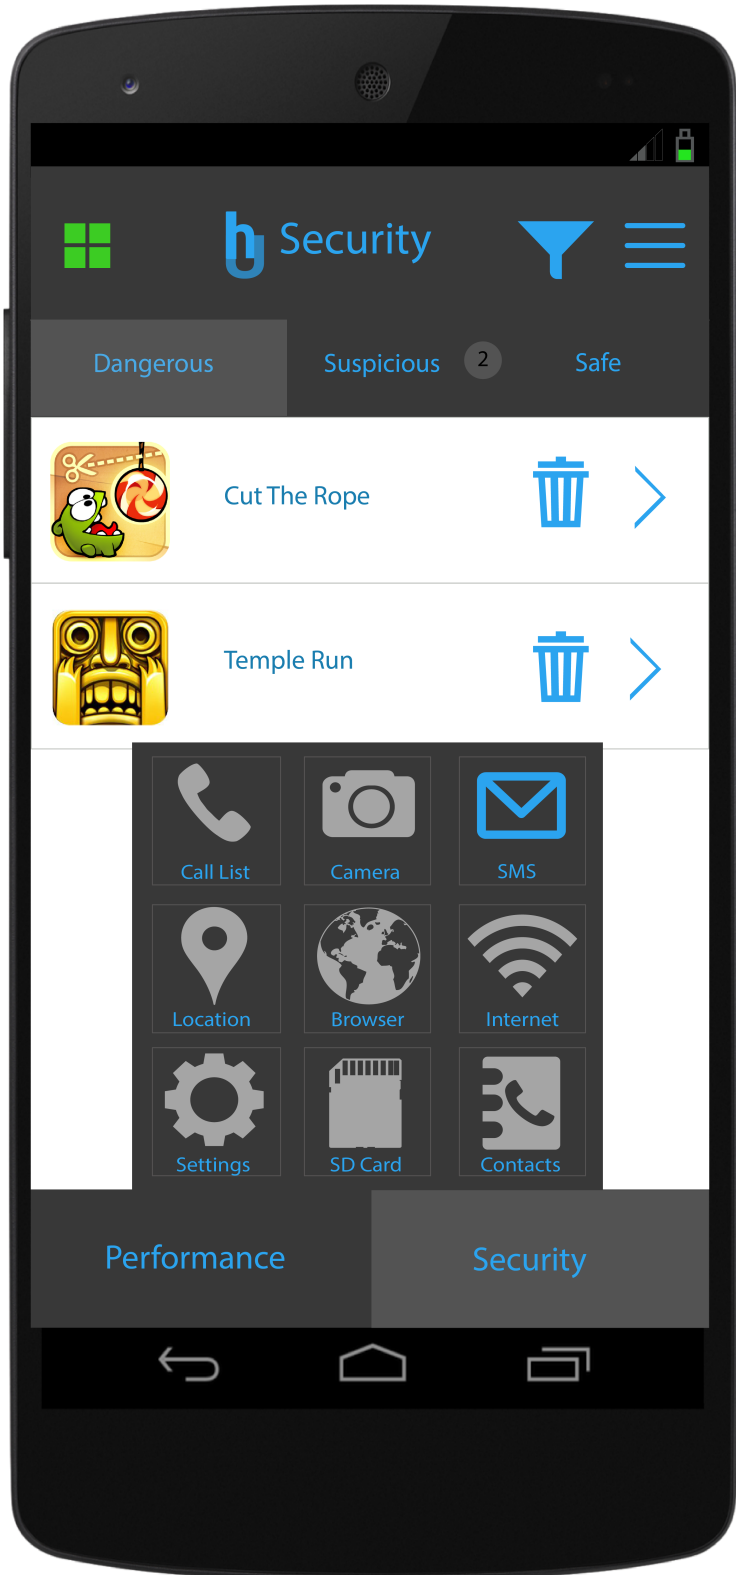 hu Security
Dangerous Suspicious 2 Safe
Cut The Rope
Temple Run
Call List Camera SMS
Location Browser Internet
Settings SD Card Contacts
Performance Security